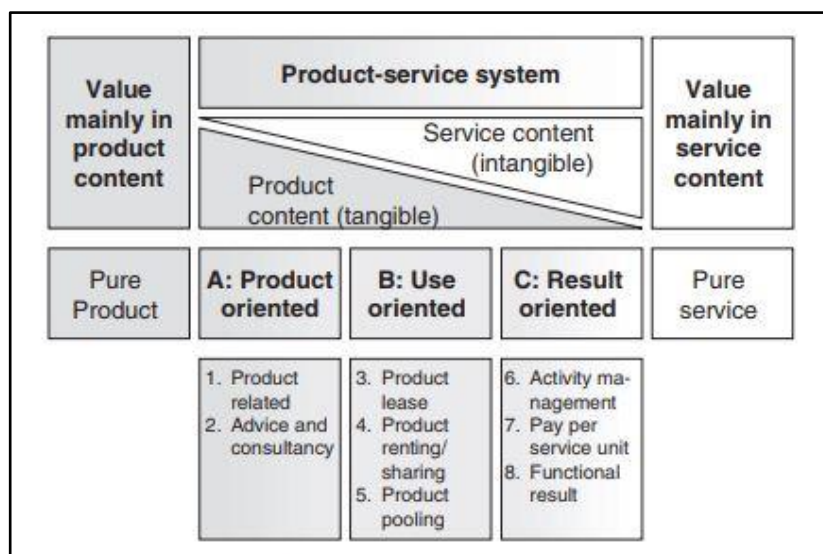 Value
mainly in
product
content
Product-service system
Service content
(intangible)
Product
content (tangible)
Value
mainly in
service
content
Pure
Product
A: Product
oriented
B: Use
oriented
C: Result
oriented
Pure
service
1. Product
related
2. Advice and
consultancy
3. Product
lease
4. Product
renting/
sharing
5. Product
pooling
6. Activity ma-
nagement
7. Pay per
service unit
8. Functional
result